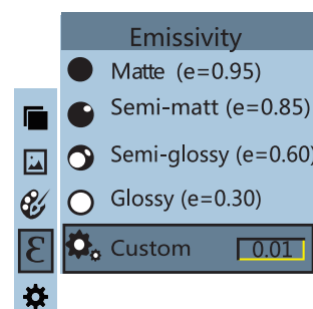 Emissivity
Matte (e=0.95)
Semi-matt (e=0.85)
Semi-glossy (e=0.60)
Glossy (e=0.30)
ε
Custom 0.01